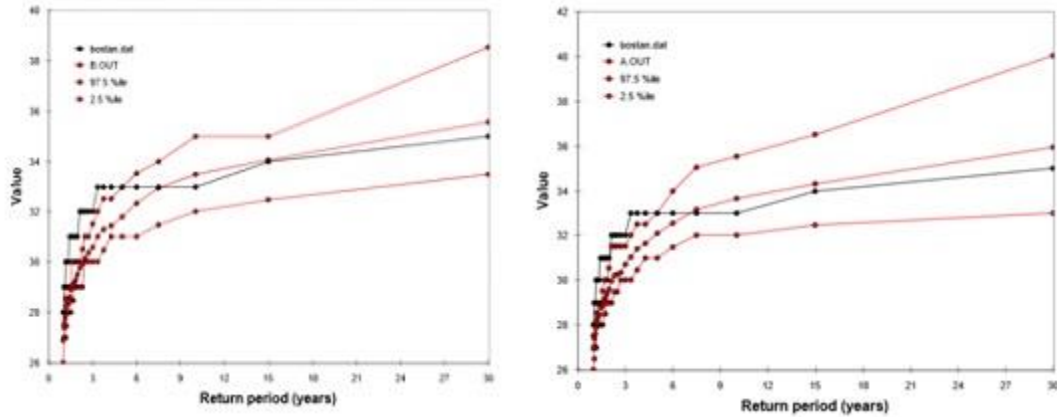 40
38
36
34
32
30
28
26
Value
bostan.dat
B.OUT
97.5 %ile
2.5 %ile
0 3 6 9 12 15 18 21 24 27 30
Return period (years)
42
40
38
36
34
32
30
28
26
Value
bostan.dat
A.OUT
97.5 %ile
2.5 %ile
0 3 6 9 12 15 18 21 24 27 30
Return period (years)